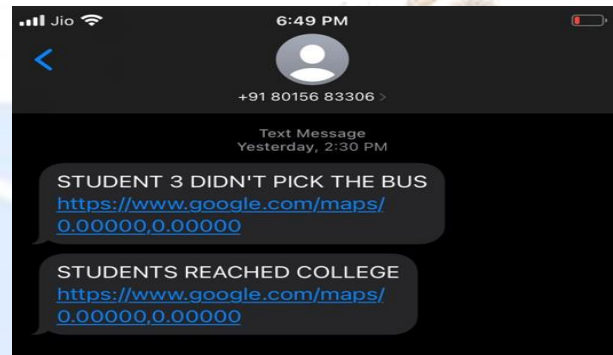 Jio
6:49 PM
+91 80156 83306 >
Text Message
Yesterday, 2:30 PM
STUDENT 3 DIDN'T PICK THE BUS
https://www.google.com/maps/
0.00000,0.00000
STUDENTS REACHED COLLEGE
https://www.google.com/maps/
0.00000,0.00000